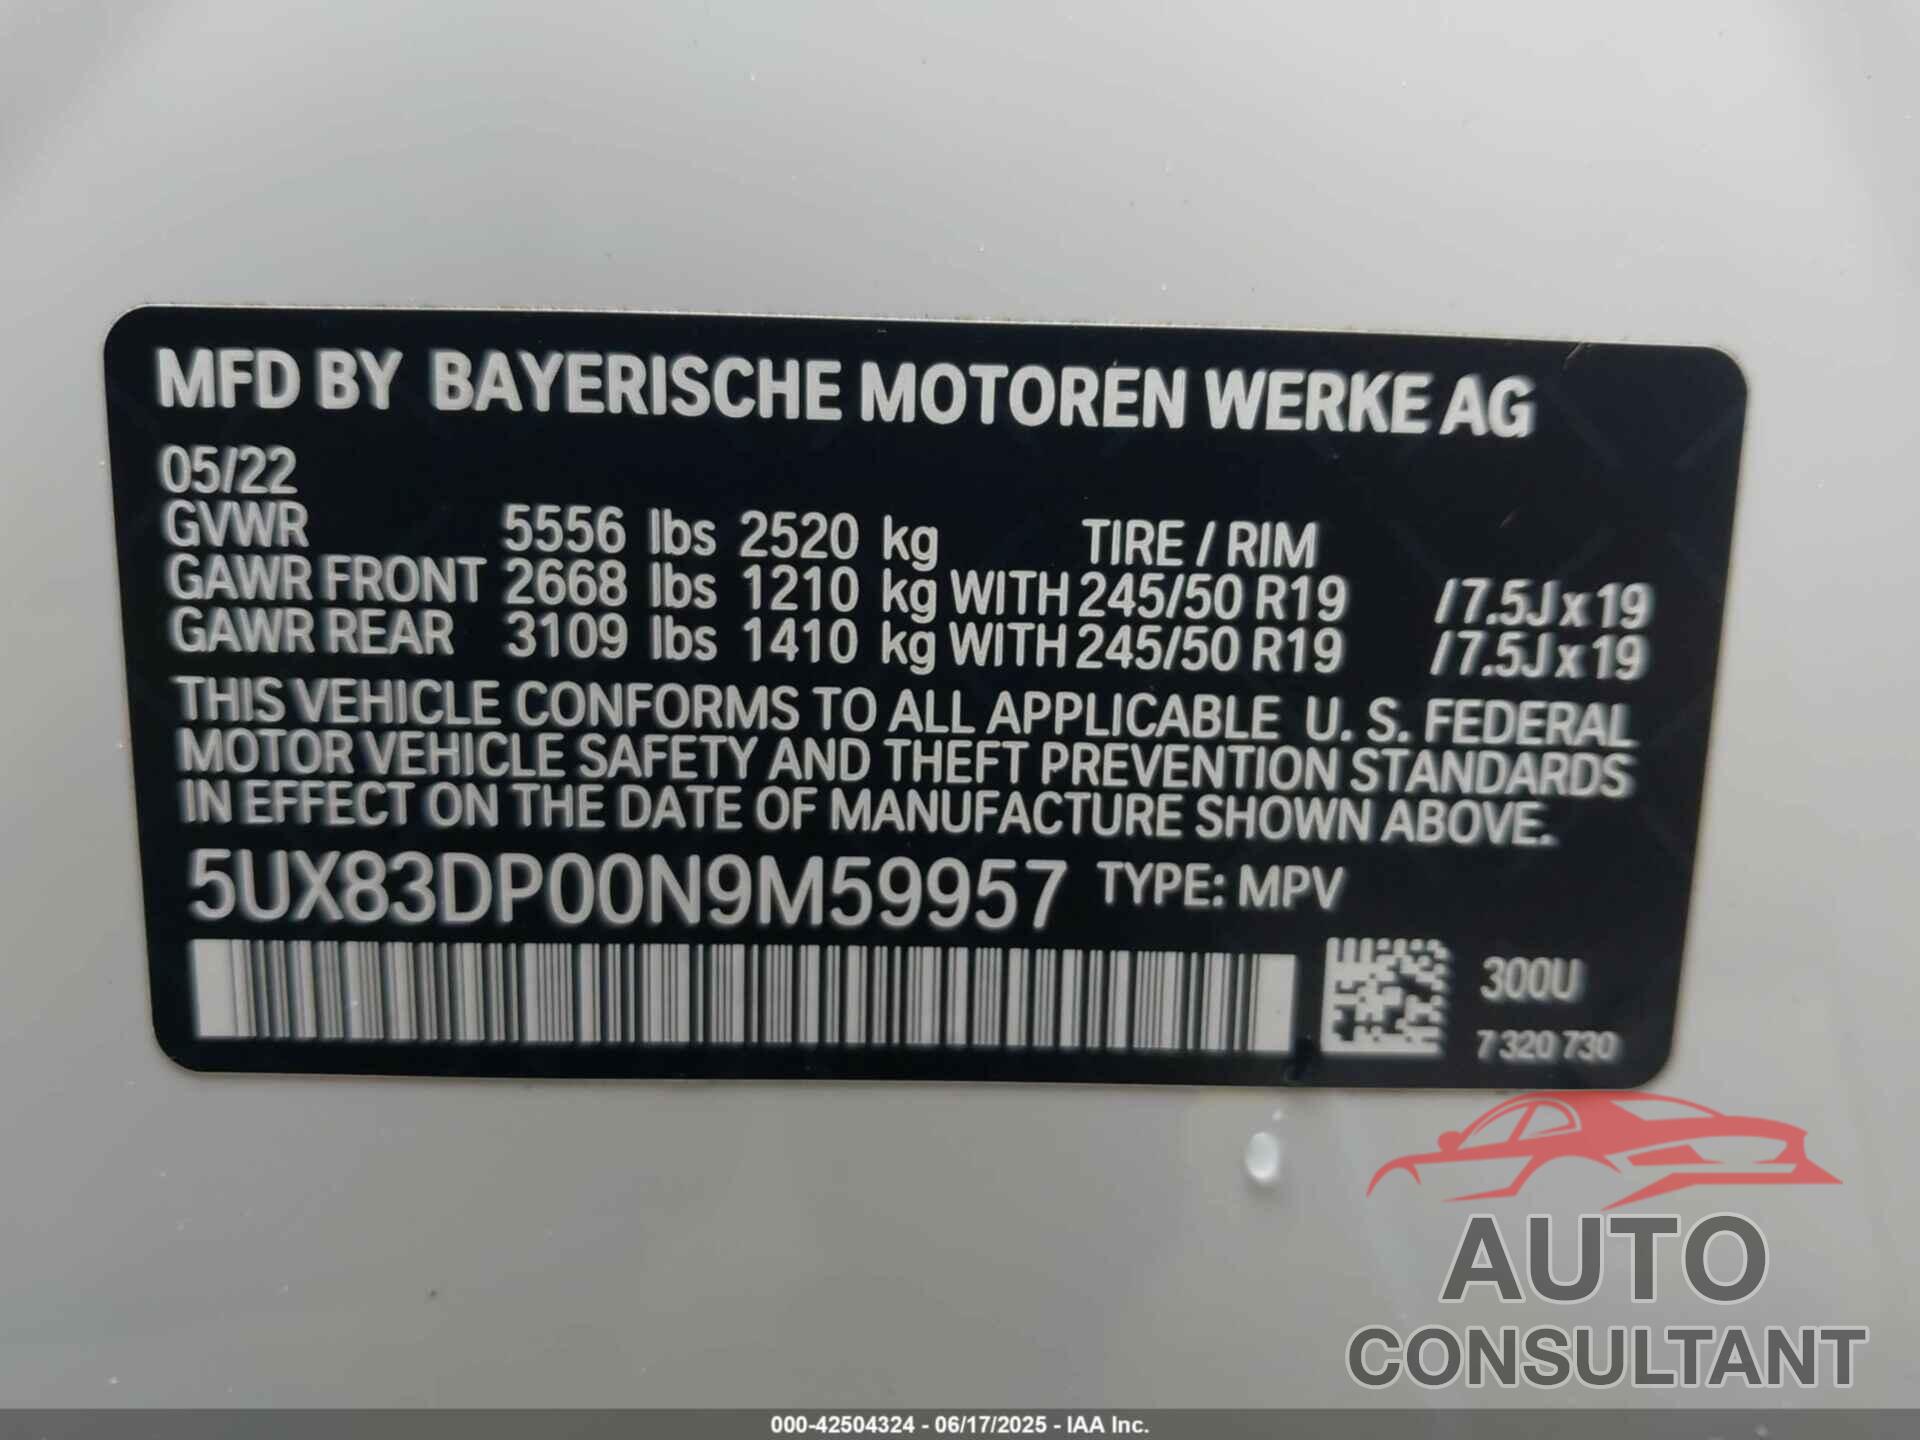 MFD BY BAYERISCHE MOTOREN WERKE AG
05/22
GVWR 5556 lbs 2520 kg TIRE / RIM
GAWR FRONT 2668 lbs 1210 kg WITH 245/50 R19 /7.5J x 19
GAWR REAR 3109 lbs 1410 kg WITH 245/50 R19 /7.5J x 19
THIS VEHICLE CONFORMS TO ALL APPLICABLE U. S. FEDERAL
MOTOR VEHICLE SAFETY AND THEFT PREVENTION STANDARDS
IN EFFECT ON THE DATE OF MANUFACTURE SHOWN ABOVE.
5UX83DP00N9M59957 TYPE: MPV
300U
7 320 730
AUTO
CONSULTANT
000-42504324 - 06/17/2025 - IAA Inc.